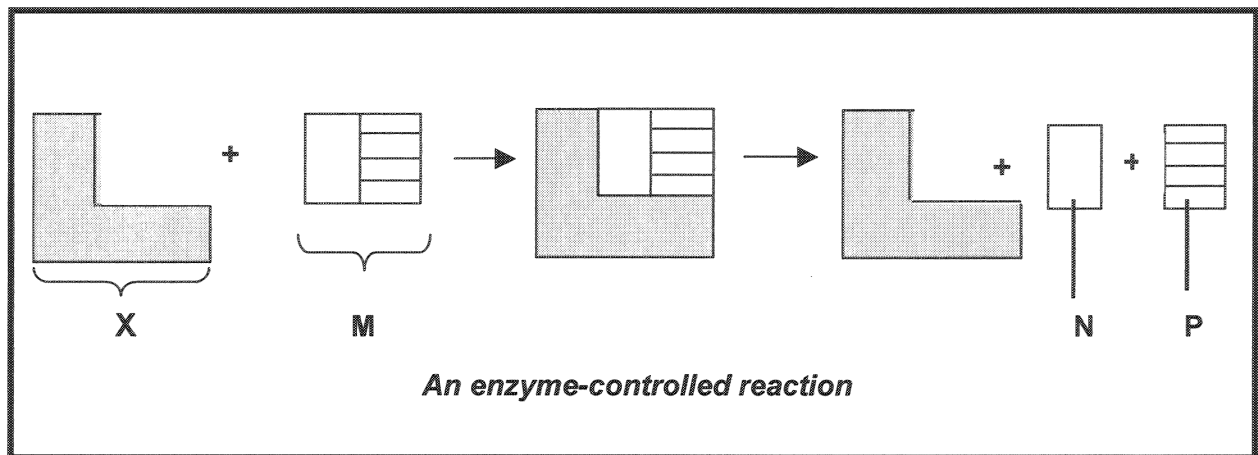 + + +
X M N P
An enzyme-controlled reaction